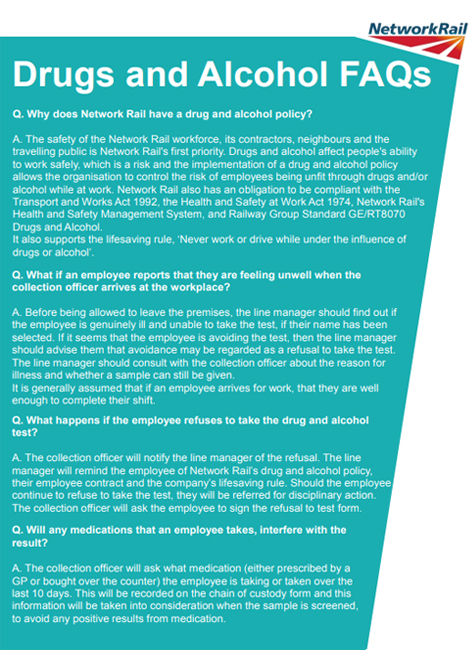 NetworkRail
Drugs and Alcohol FAQs
Q. Why does Network Rail have a drug and alcohol policy?
A. The safety of the Network Rail workforce, its contractors, neighbours and the
travelling public is Network Rail's first priority. Drugs and alcohol affect people's ability
to work safely, which is a risk and the implementation of a drug and alcohol policy
allows the organisation to control the risk of employees being unfit through drugs and/or
alcohol while at work. Network Rail also has an obligation to be compliant with the
Transport and Works Act 1992, the Health and Safety at Work Act 1974, Network Rail's
Health and Safety Management System, and Railway Group Standard GE/RT8070
Drugs and Alcohol.
It also supports the lifesaving rule, ‘Never work or drive while under the influence of
drugs or alcohol’.
Q. What if an employee reports that they are feeling unwell when the
collection officer arrives at the workplace?
A. Before being allowed to leave the premises, the line manager should find out if
the employee is genuinely ill and unable to take the test, if their name has been
selected. If it seems that the employee is avoiding the test, then the line manager
should advise them that avoidance may be regarded as a refusal to take the test.
The line manager should consult with the collection officer about the reason for
illness and whether a sample can still be given.
It is generally assumed that if an employee arrives for work, that they are well
enough to complete their shift.
Q. What happens if the employee refuses to take the drug and alcohol
test?
A. The collection officer will notify the line manager of the refusal. The line
manager will remind the employee of Network Rail's drug and alcohol policy,
their employee contract and the company's lifesaving rule. Should the employee
continue to refuse to take the test, they will be referred for disciplinary action.
The collection officer will ask the employee to sign the refusal to test form.
Q. Will any medications that an employee takes, interfere with the
result?
A. The collection officer will ask what medication (either prescribed by a
GP or bought over the counter) the employee is taking or taken over the
last 10 days. This will be recorded on the chain of custody form and this
information will be taken into consideration when the sample is screened,
to avoid any positive results from medication.